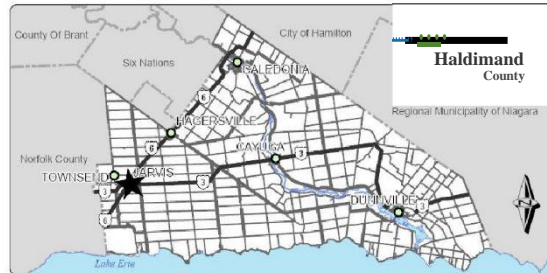 County Of Brant
City of Hamilton
Six Nations
Haldimand
County
CALEDONIA
Regional Municipality of Niagara
6
HAGERSVILLE
6
Norfolk County
CAYUGA
3
TOWNSEND
JARVIS
3
3
DUNNVILLE
3
6
Lake Erie